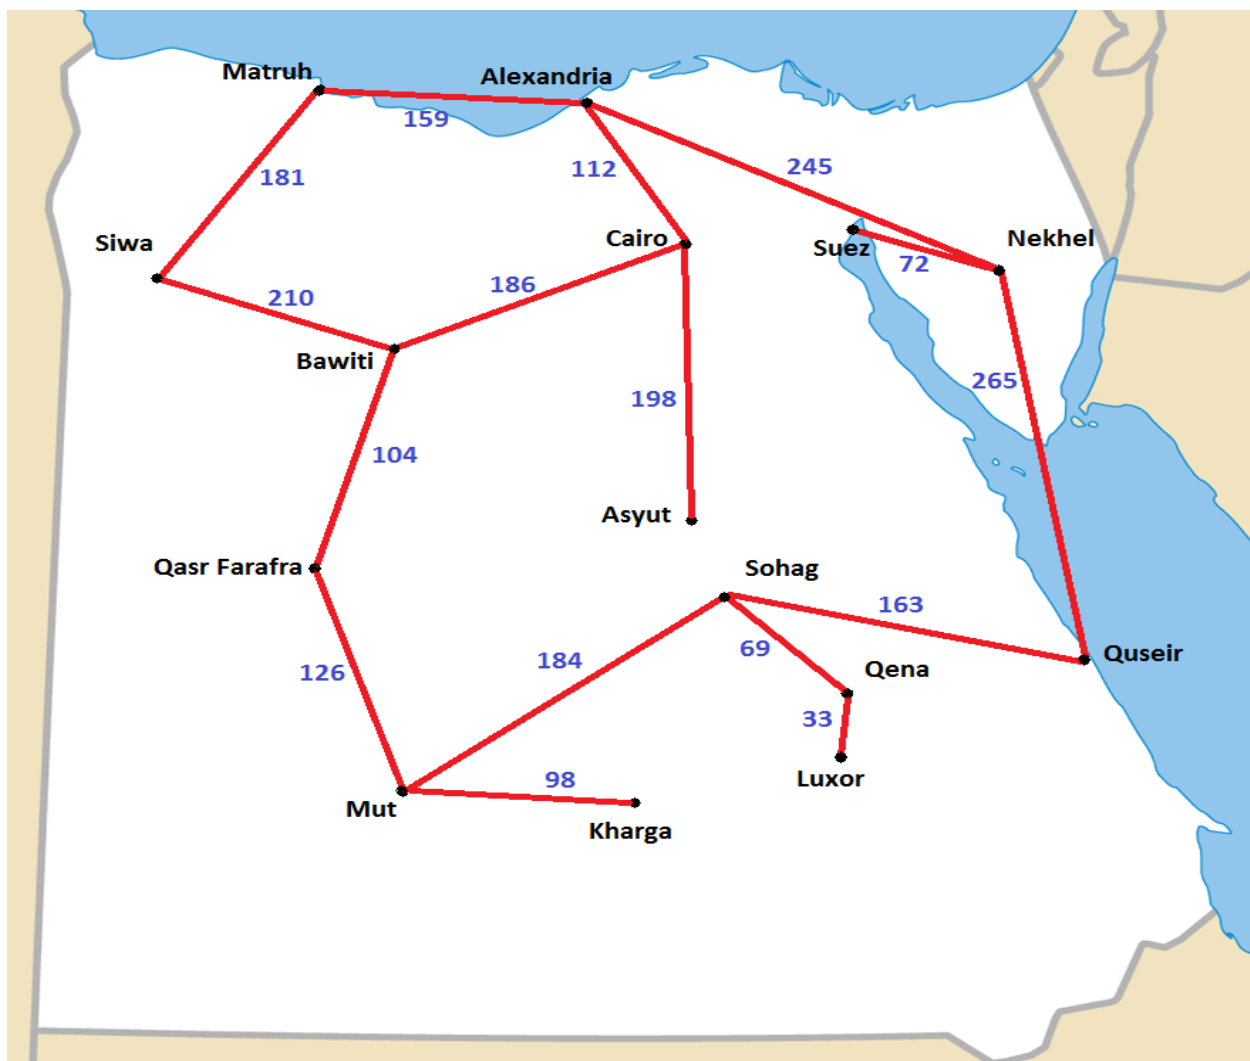 Matruh
Alexandria
159
181
112
245
Siwa
Cairo
Suez
Nekhel
72
210
186
Bawiti
265
198
104
Asyut
Qasr Farafra
Sohag
163
184
69
126
Qena
Quseir
33
98
Luxor
Mut
Kharga